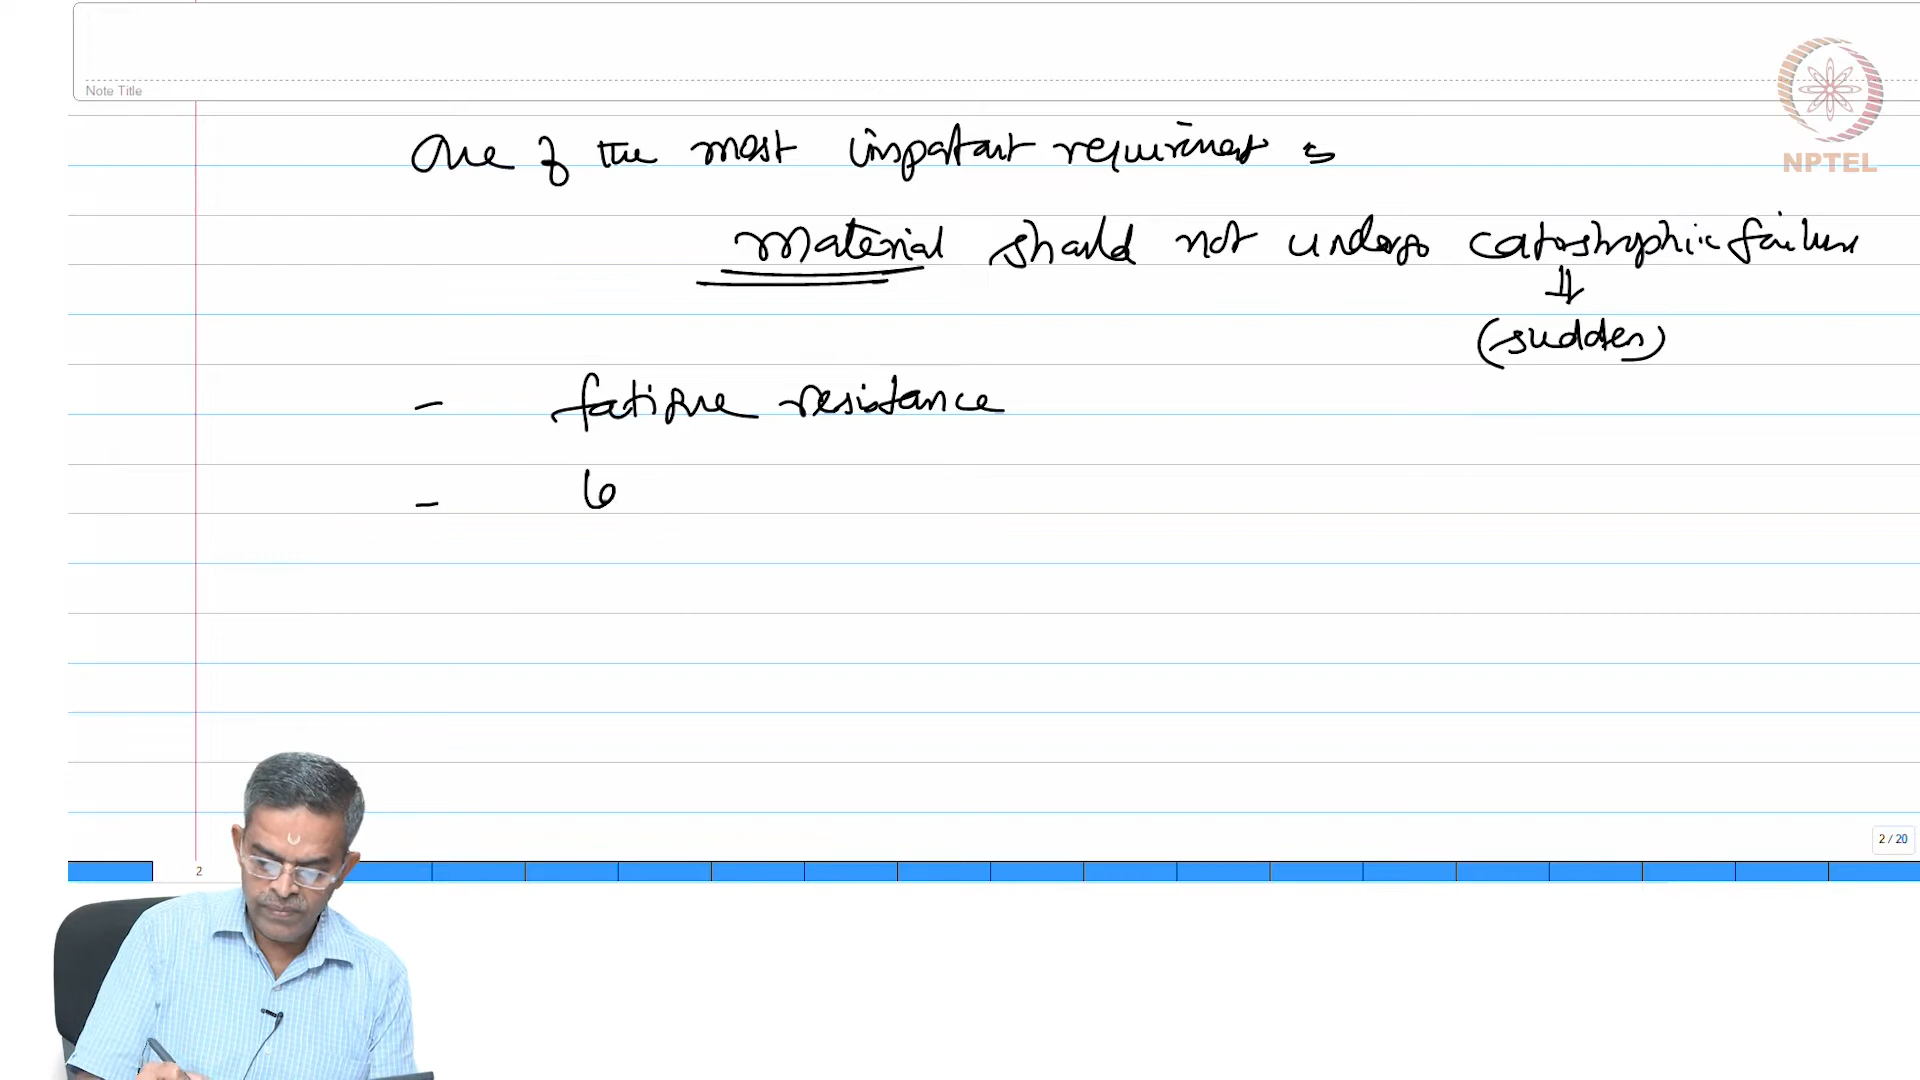 NPTEL
Note Title
One of the most important requirement is
material should not undergo catastrophic failure
(sudden)
- fatigue resistance
-
2/20
2